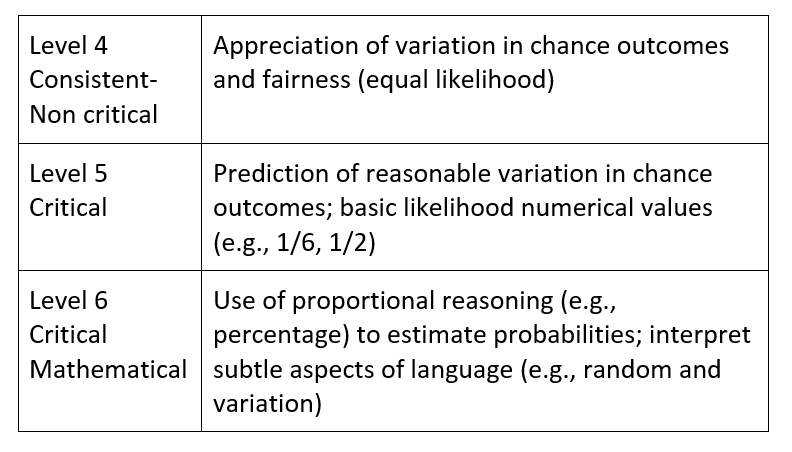 Level 4
Consistent-
Non critical
Appreciation of variation in chance outcomes
and fairness (equal likelihood)
Level 5
Critical
Prediction of reasonable variation in chance
outcomes; basic likelihood numerical values
(e.g., 1/6, 1/2)
Level 6
Critical
Mathematical
Use of proportional reasoning (e.g.,
percentage) to estimate probabilities; interpret
subtle aspects of language (e.g., random and
variation)